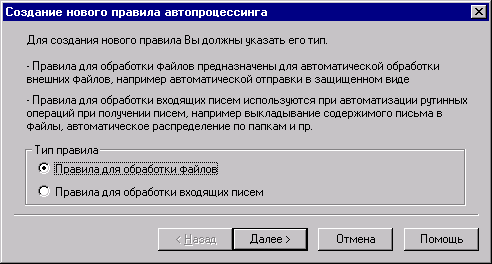 Создание нового правила автопроцессинга
Для создания нового правила Вы должны указать его тип.
- Правила для обработки файлов предназначены для автоматической обработки
внешних файлов, например автоматической отправки в защищенном виде
- Правила для обработки входящих писем используются при автоматизации рутинных
операций при получении писем, например выкладывание содержимого письма в
файлы, автоматическое распределение по папкам и пр.
Тип правила
Правила для обработки файлов
Правила для обработки входящих писем
< Назад Далее > Отмена Помощь